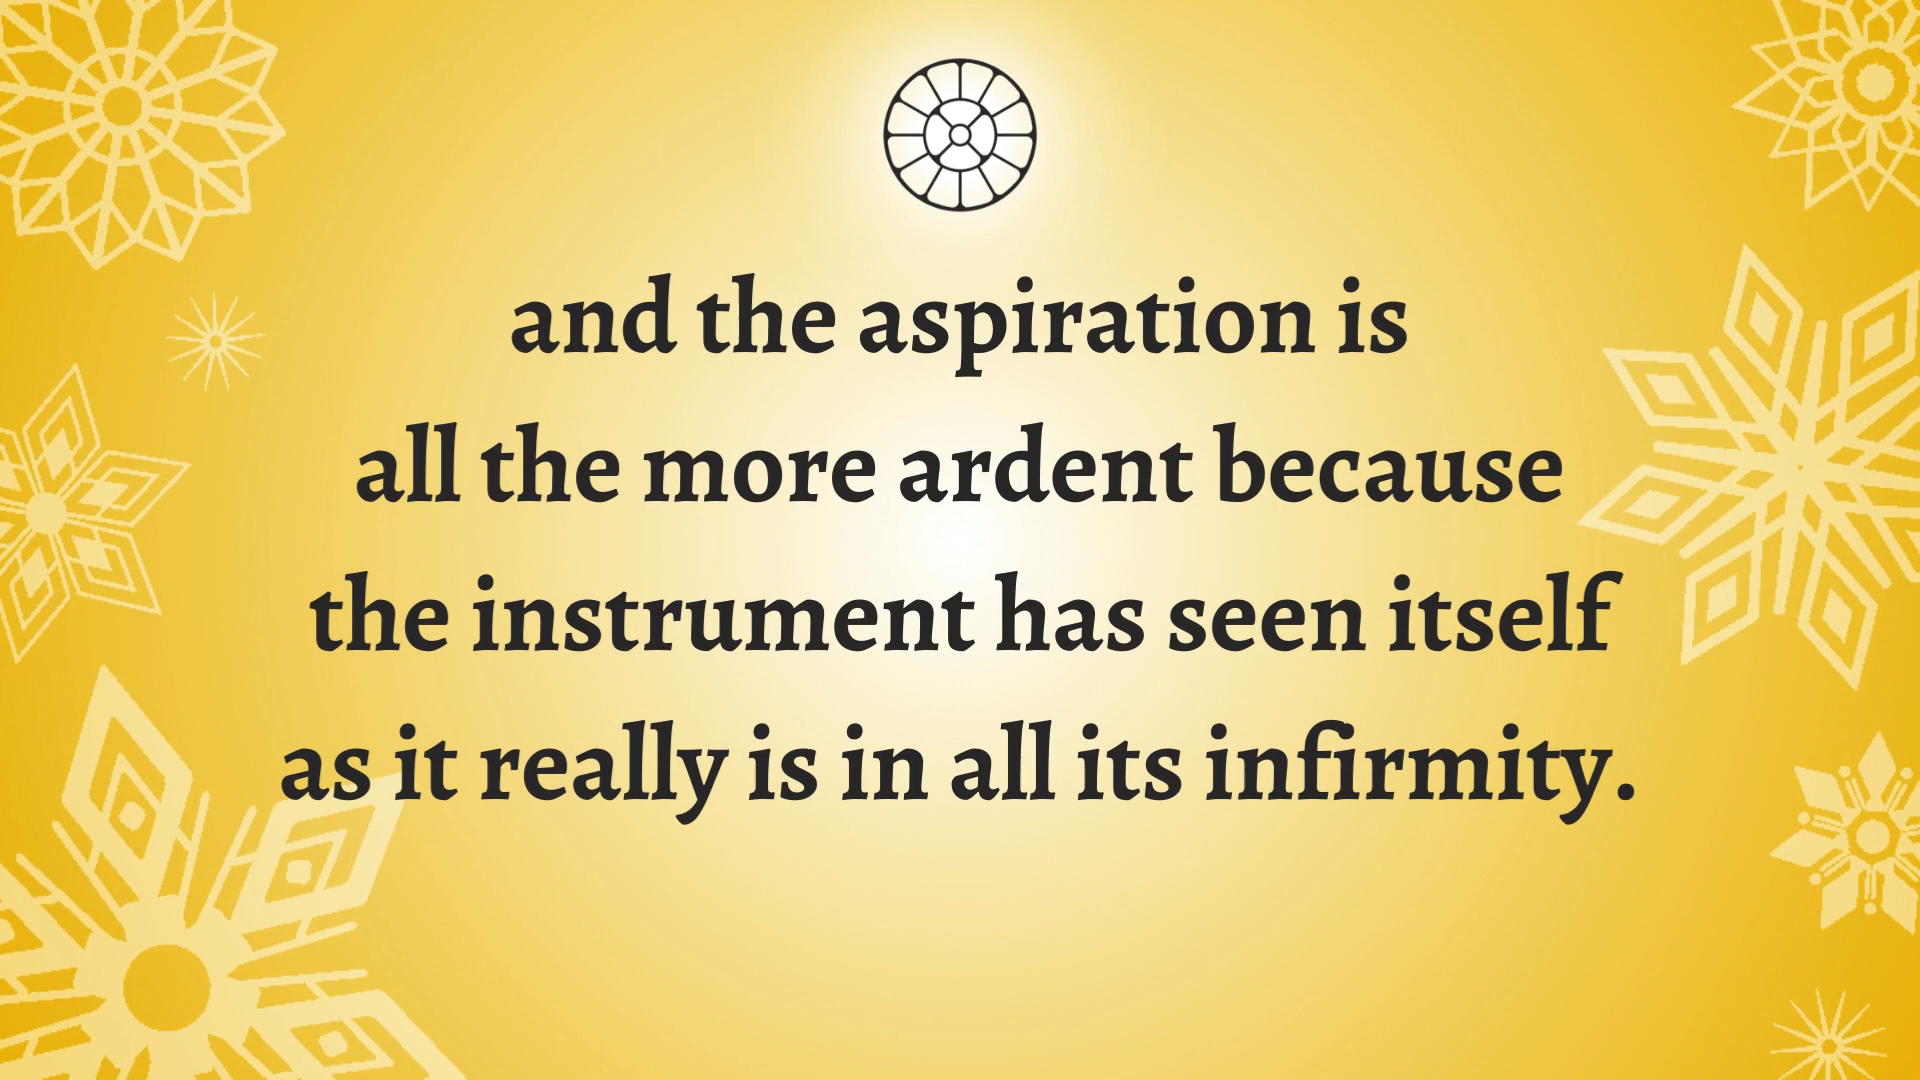 and the aspiration is
all the more ardent because
the instrument has seen itself
as it really is in all its infirmity.